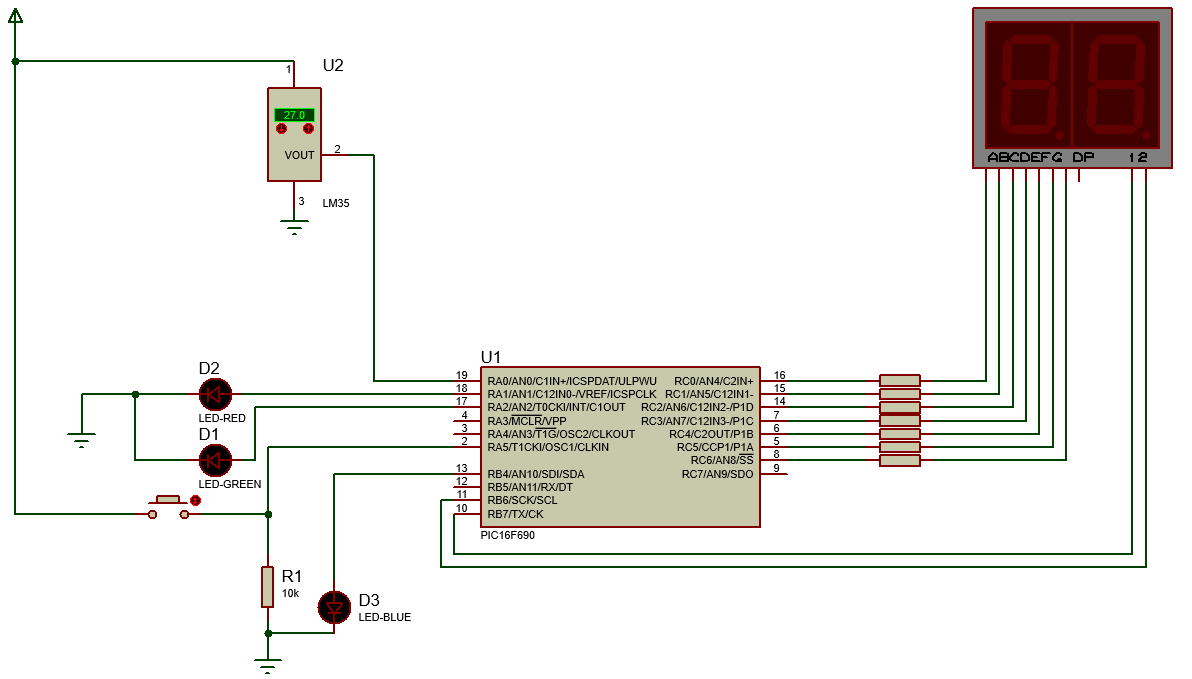 U2
1
27.0
VOUT
2
3
LM35
ABCDEFG DP 12
D2
LED-RED
D1
LED-GREEN
R1
10k
D3
LED-BLUE
U1
19 RA0/AN0/C1IN+/ICSPDAT/ULPWU RC0/AN4/C2IN+ 16
18 RA1/AN1/C12IN0-/VREF/ICSPCLK RC1/AN5/C12IN1- 15
17 RA2/AN2/T0CKI/INT/C1OUT RC2/AN6/C12IN2-/P1D 14
4 RA3/MCLR/VPP RC3/AN7/C12IN3-/P1C 7
3 RA4/AN3/T1G/OSC2/CLKOUT RC4/C2OUT/P1B 6
2 RA5/T1CKI/OSC1/CLKIN RC5/CCP1/P1A 5
RC6/AN8/SS 8
13 RB4/AN10/SDI/SDA RC7/AN9/SDO 9
12 RB5/AN11/RX/DT
11 RB6/SCK/SCL
10 RB7/TX/CK
PIC16F690